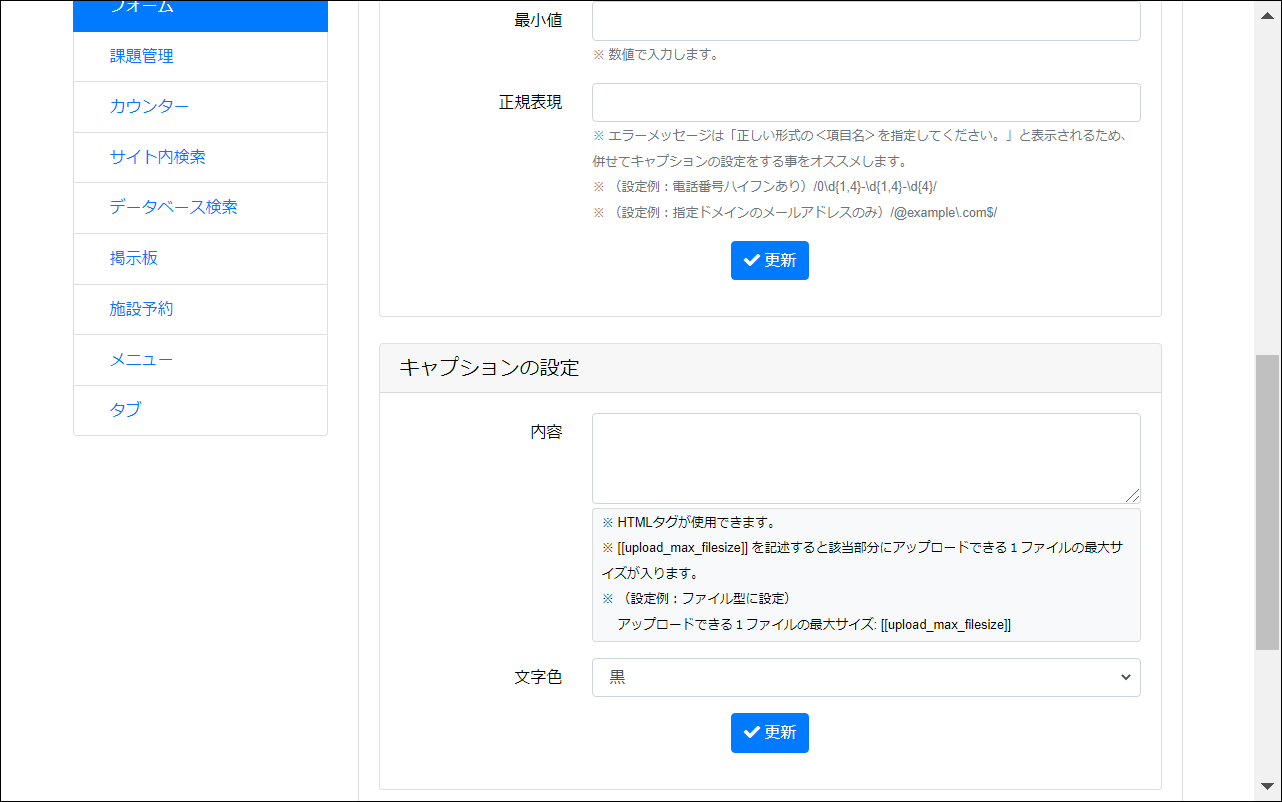 フォーム
課題管理
カウンター
サイト内検索
データベース検索
掲示板
施設予約
メニュー
タブ
最小値
※ 数値で入力します。
正規表現
※ エラーメッセージは「正しい形式の＜項目名＞を指定してください。」と表示されるため、
併せてキャプションの設定をする事をオススメします。
※ （設定例：電話番号ハイフンあり）/0\d{1,4}-\d{1,4}-\d{4}/
※ （設定例：指定ドメインのメールアドレスのみ）/@example\.com$/
更新
キャプションの設定
内容
※ HTMLタグが使用できます。
※ [[upload_max_filesize]] を記述すると該当部分にアップロードできる１ファイルの最大サ
イズが入ります。
※ （設定例：ファイル型に設定）
アップロードできる１ファイルの最大サイズ: [[upload_max_filesize]]
文字色
黒
更新